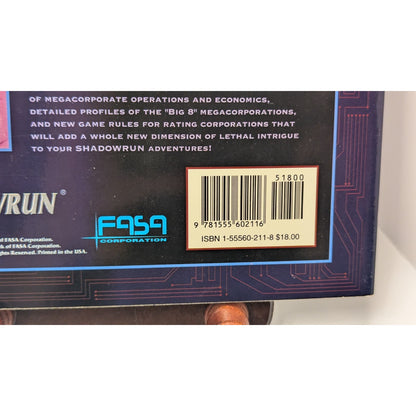 OF MEGACORPORATE OPERATIONS AND ECONOMICS,
DETAILED PROFILES OF THE "BIG 8" MEGACORPORATIONS,
AND NEW GAME RULES FOR RATING CORPORATIONS THAT
WILL ADD A WHOLE NEW DIMENSION OF LETHAL INTRIGUE
TO YOUR SHADOWRUN ADVENTURES!
WRUN®
of FASA Corporation.
k of FASA Corporation.
ghts Reserved. Printed in the USA.
FASA
CORPORATION
51800
9 781555 602116
ISBN 1-55560-211-8 $18.00